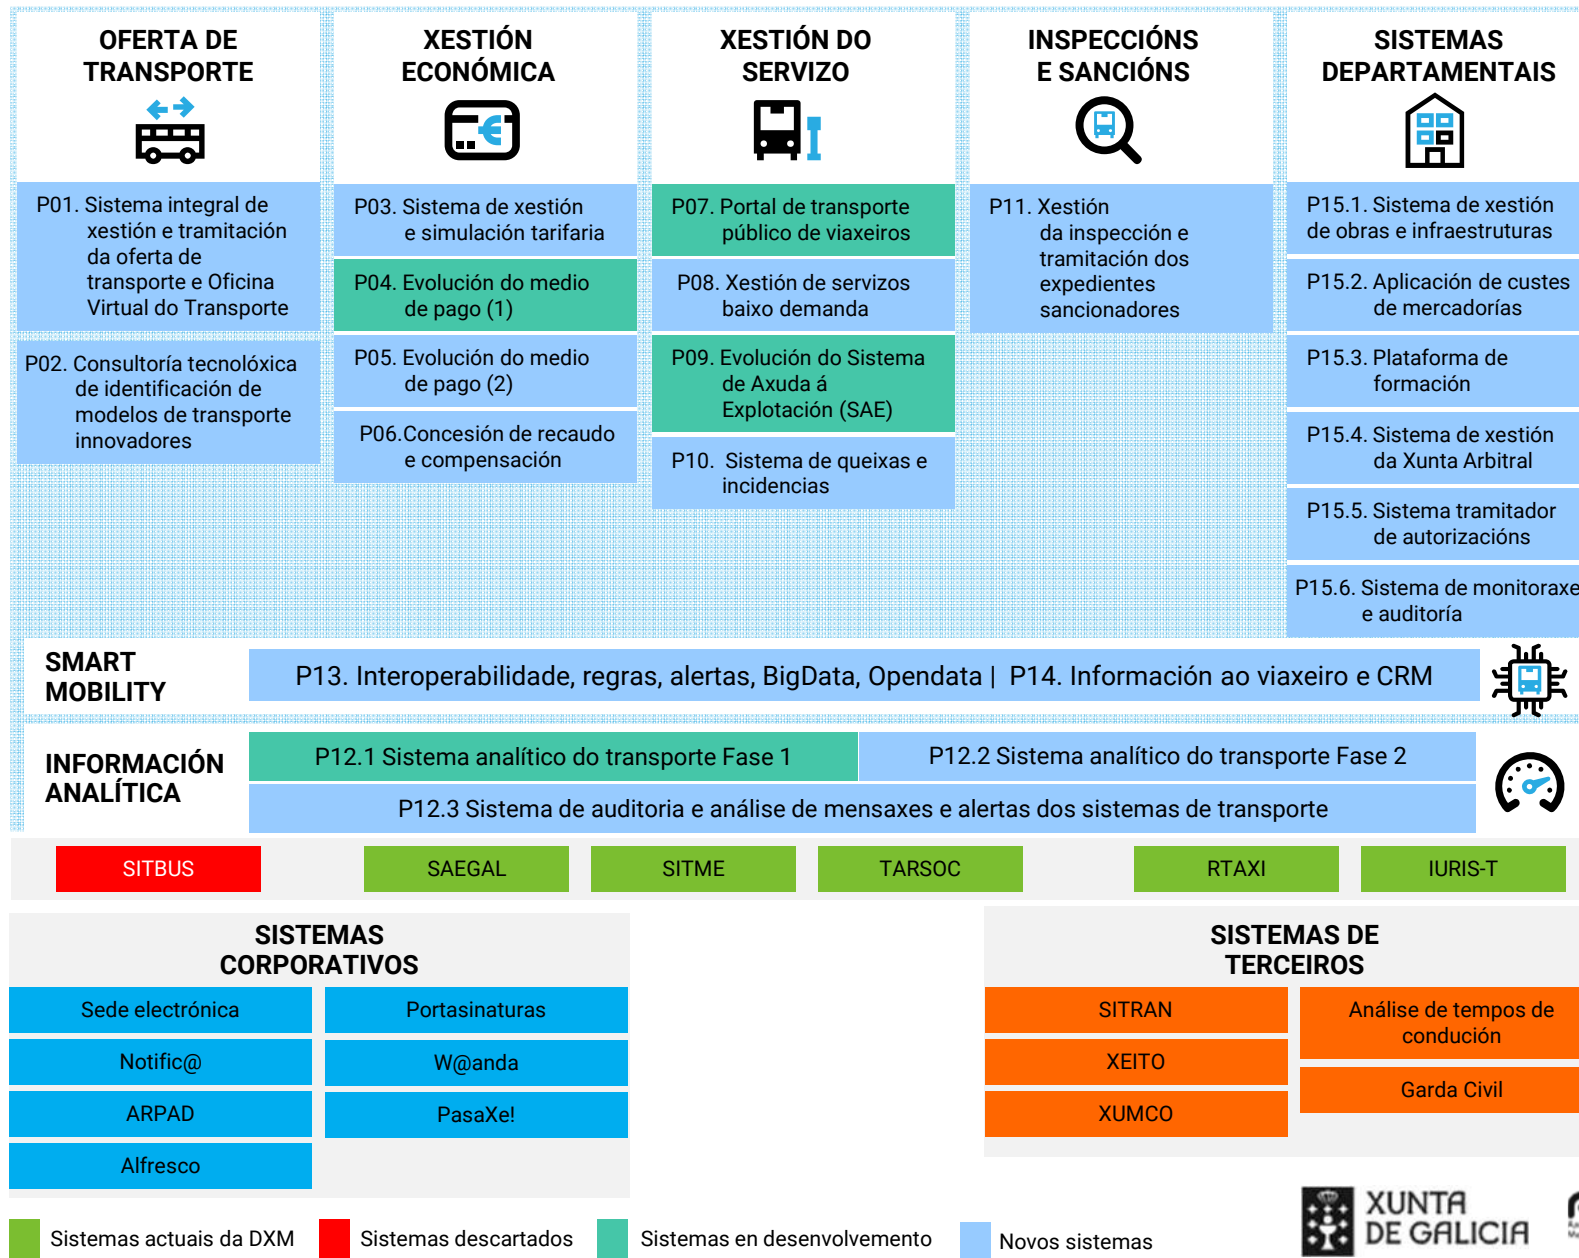 OFERTA DE
TRANSPORTE
P01. Sistema integral de
xestión e tramitación
da oferta de
transporte e Oficina
Virtual do Transporte
P02. Consultoría tecnolóxica
de identificación de
modelos de transporte
innovadores
XESTIÓN
ECONÓMICA
P03. Sistema de xestión
e simulación tarifaria
P04. Evolución do medio
de pago (1)
P05. Evolución do medio
de pago (2)
P06.Concesión de recaudo
e compensación
XESTIÓN DO
SERVIZO
P07. Portal de transporte
público de viaxeiros
P08. Xestión de servizos
baixo demanda
P09. Evolución do Sistema
de Axuda á
Explotación (SAE)
P10. Sistema de queixas e
incidencias
INSPECCIÓNS
E SANCIÓNS
P11. Xestión
da inspección e
tramitación dos
expedientes
sancionadores
SISTEMAS
DEPARTAMENTAIS
P15.1. Sistema de xestión
de obras e infraestruturas
P15.2. Aplicación de custes
de mercadorías
P15.3. Plataforma de
formación
P15.4. Sistema de xestión
da Xunta Arbitral
P15.5. Sistema tramitador
de autorizacións
P15.6. Sistema de monitoraxe
e auditoría
SMART
MOBILITY
P13. Interoperabilidade, regras, alertas, BigData, Opendata | P14. Información ao viaxeiro e CRM
INFORMACIÓN
ANALÍTICA
P12.1 Sistema analítico do transporte Fase 1
P12.2 Sistema analítico do transporte Fase 2
P12.3 Sistema de auditoria e análise de mensaxes e alertas dos sistemas de transporte
SITBUS
SAEGAL
SITME
TARSOC
RTAXI
IURIS-T
SISTEMAS
CORPORATIVOS
Sede electrónica
Notific@
ARPAD
Alfresco
Portasinaturas
W@anda
PasaXe!
SISTEMAS DE
TERCEIROS
SITRAN
XEITO
XUMCO
Análise de tempos de
condución
Garda Civil
Sistemas actuais da DXM
Sistemas descartados
Sistemas en desenvolvemento
Novos sistemas
XUNTA
DE GALICIA